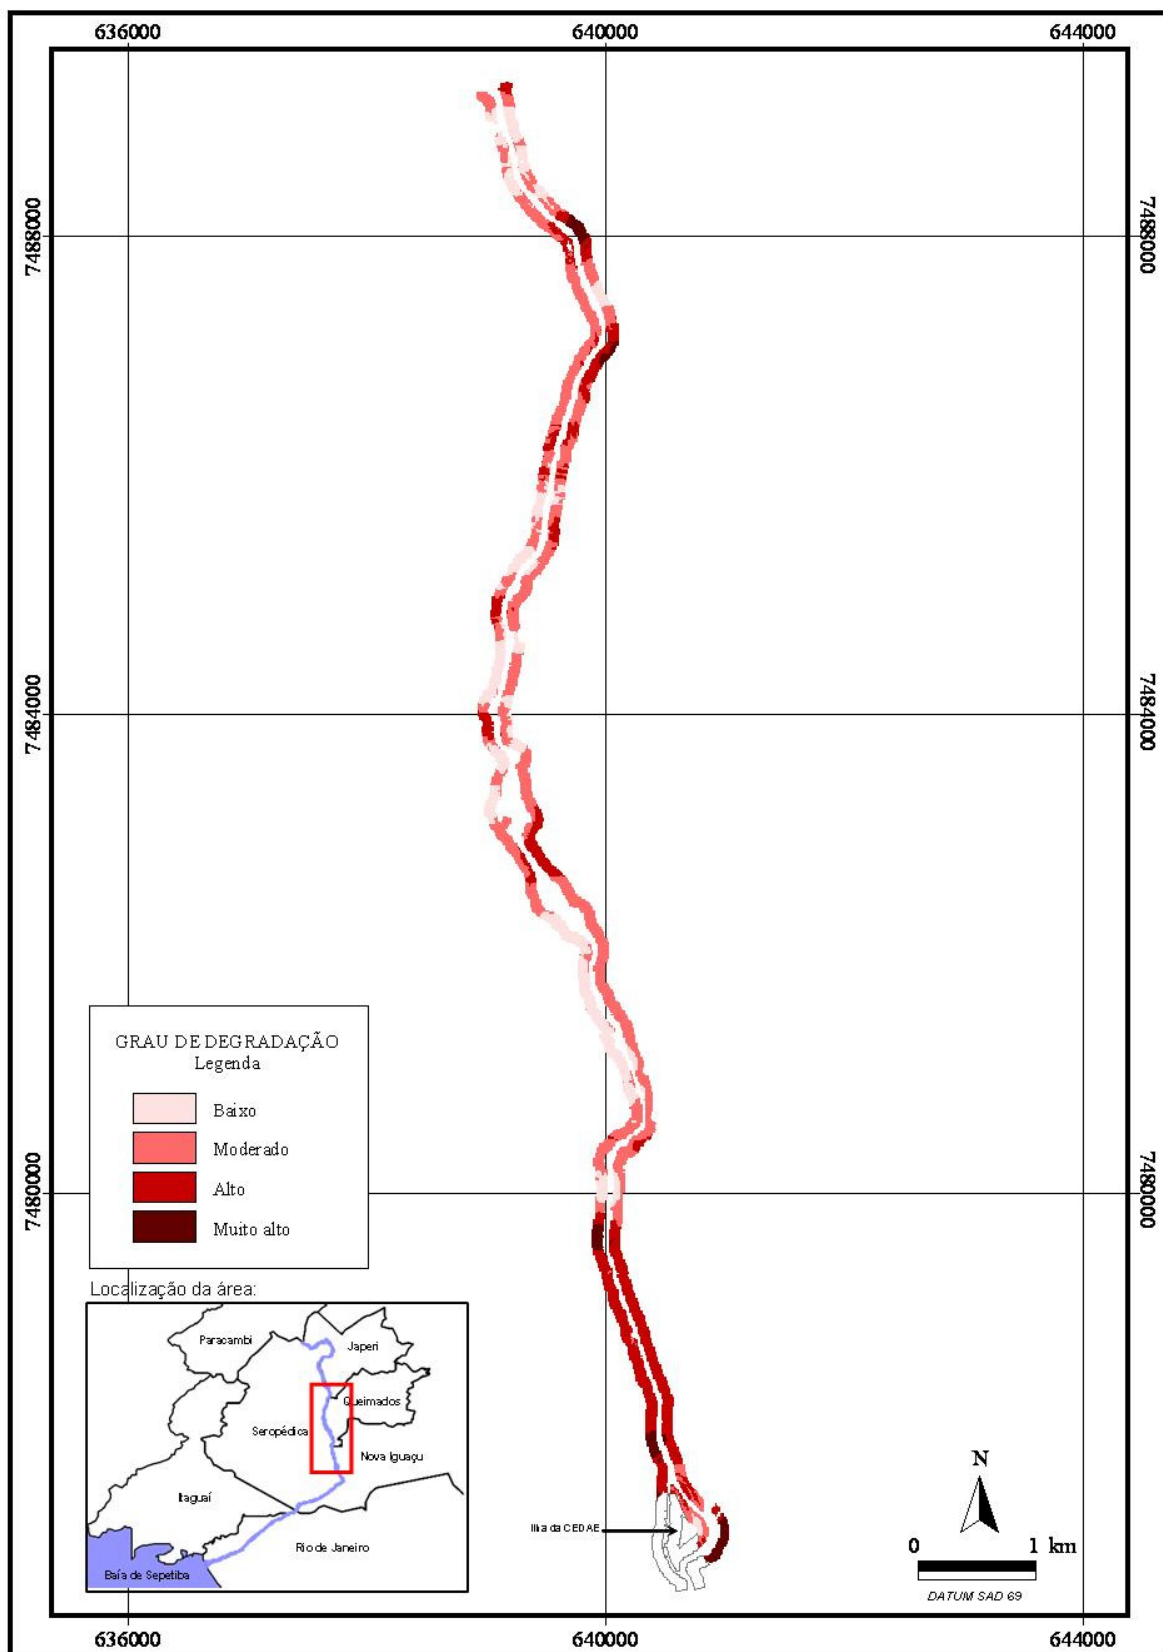 636000
640000
644000
7488000
7488000
7484000
7484000
7480000
7480000
GRAU DE DEGRADAÇÃO
Legenda
Baixo
Moderado
Alto
Muito alto
Localização da área:
Paracambi
Japeri
Queimados
Seropédica
Nova Iguaçu
Itaguaí
Rio de Janeiro
Baía de Sepetiba
Ilha da CEDAE
N
0 1 km
DATUM SAD 69
636000
640000
644000